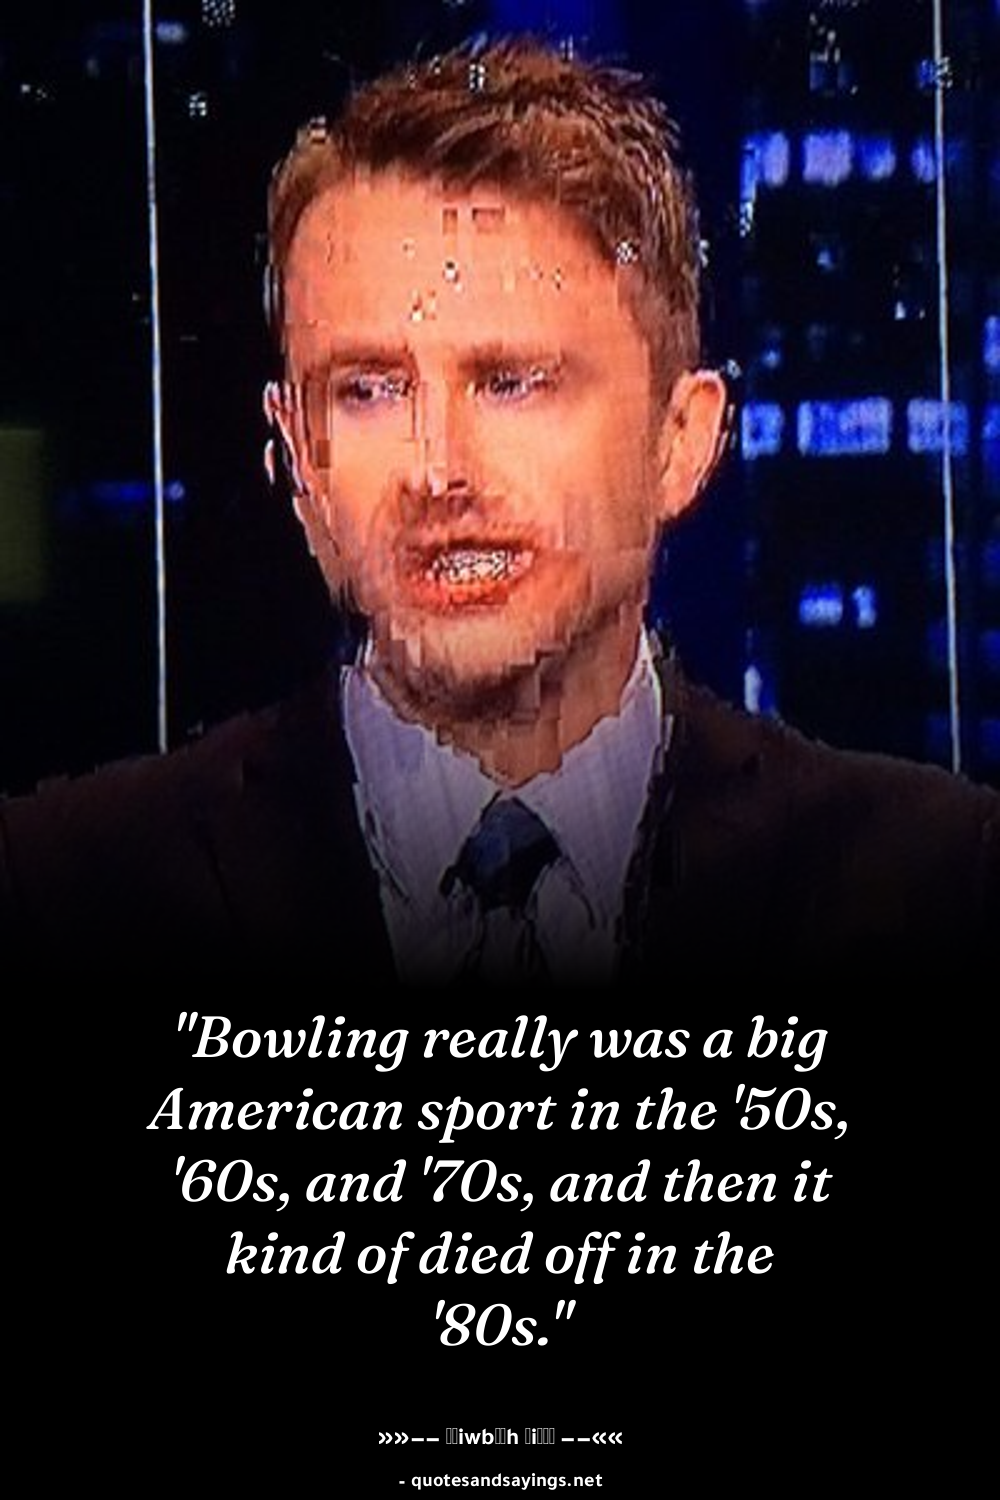 "Bowling really was a big
American sport in the '50s,
'60s, and '70s, and then it
kind of died off in the
'80s."
- quotesandsayings.net